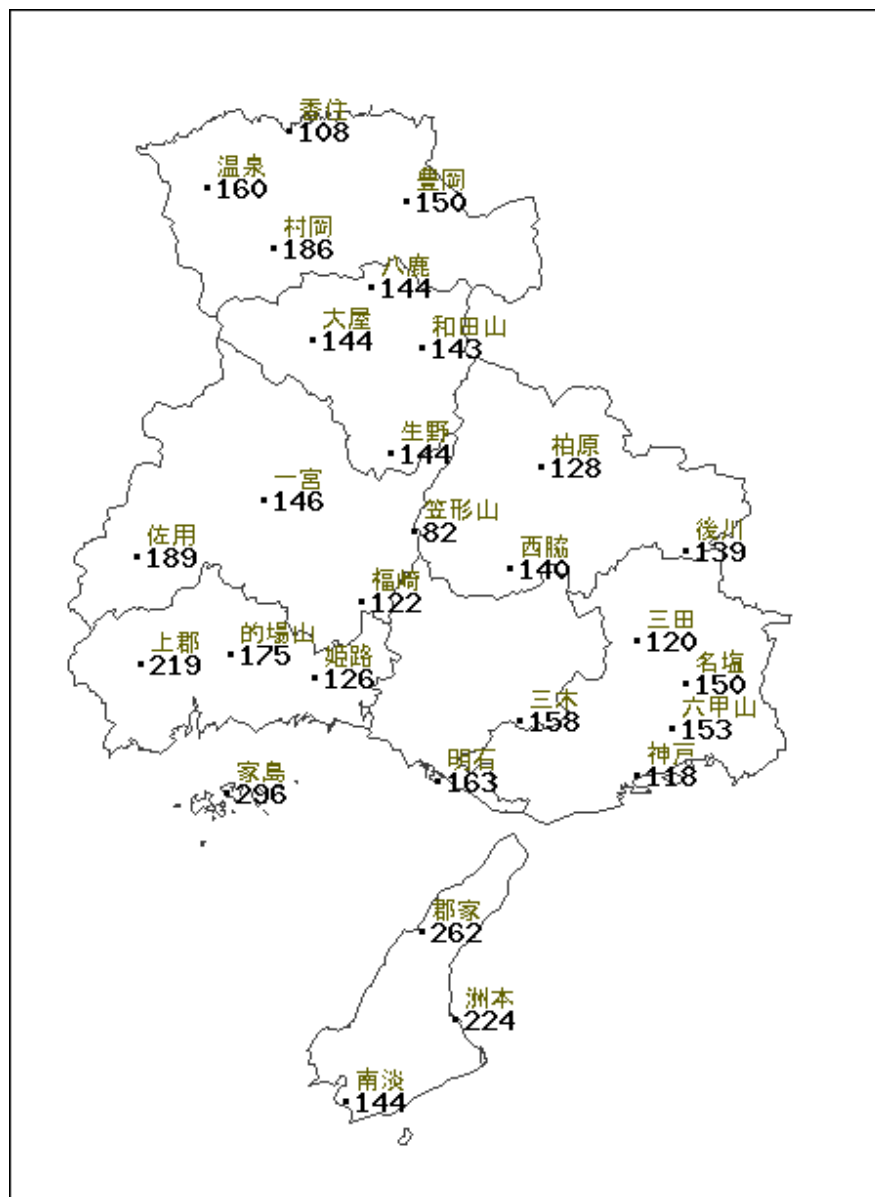 香住
108
温泉
160
豊岡
150
村岡
186
八鹿
144
大屋
144
和田山
143
生野
144
柏原
128
一宮
146
笠形山
82
後川
139
佐用
189
西脇
140
福崎
122
三田
120
上郡
219
的場山
175
姫路
126
名塩
150
三木
158
六甲山
153
明石
163
神戸
118
家島
296
郡家
262
洲本
224
南淡
144